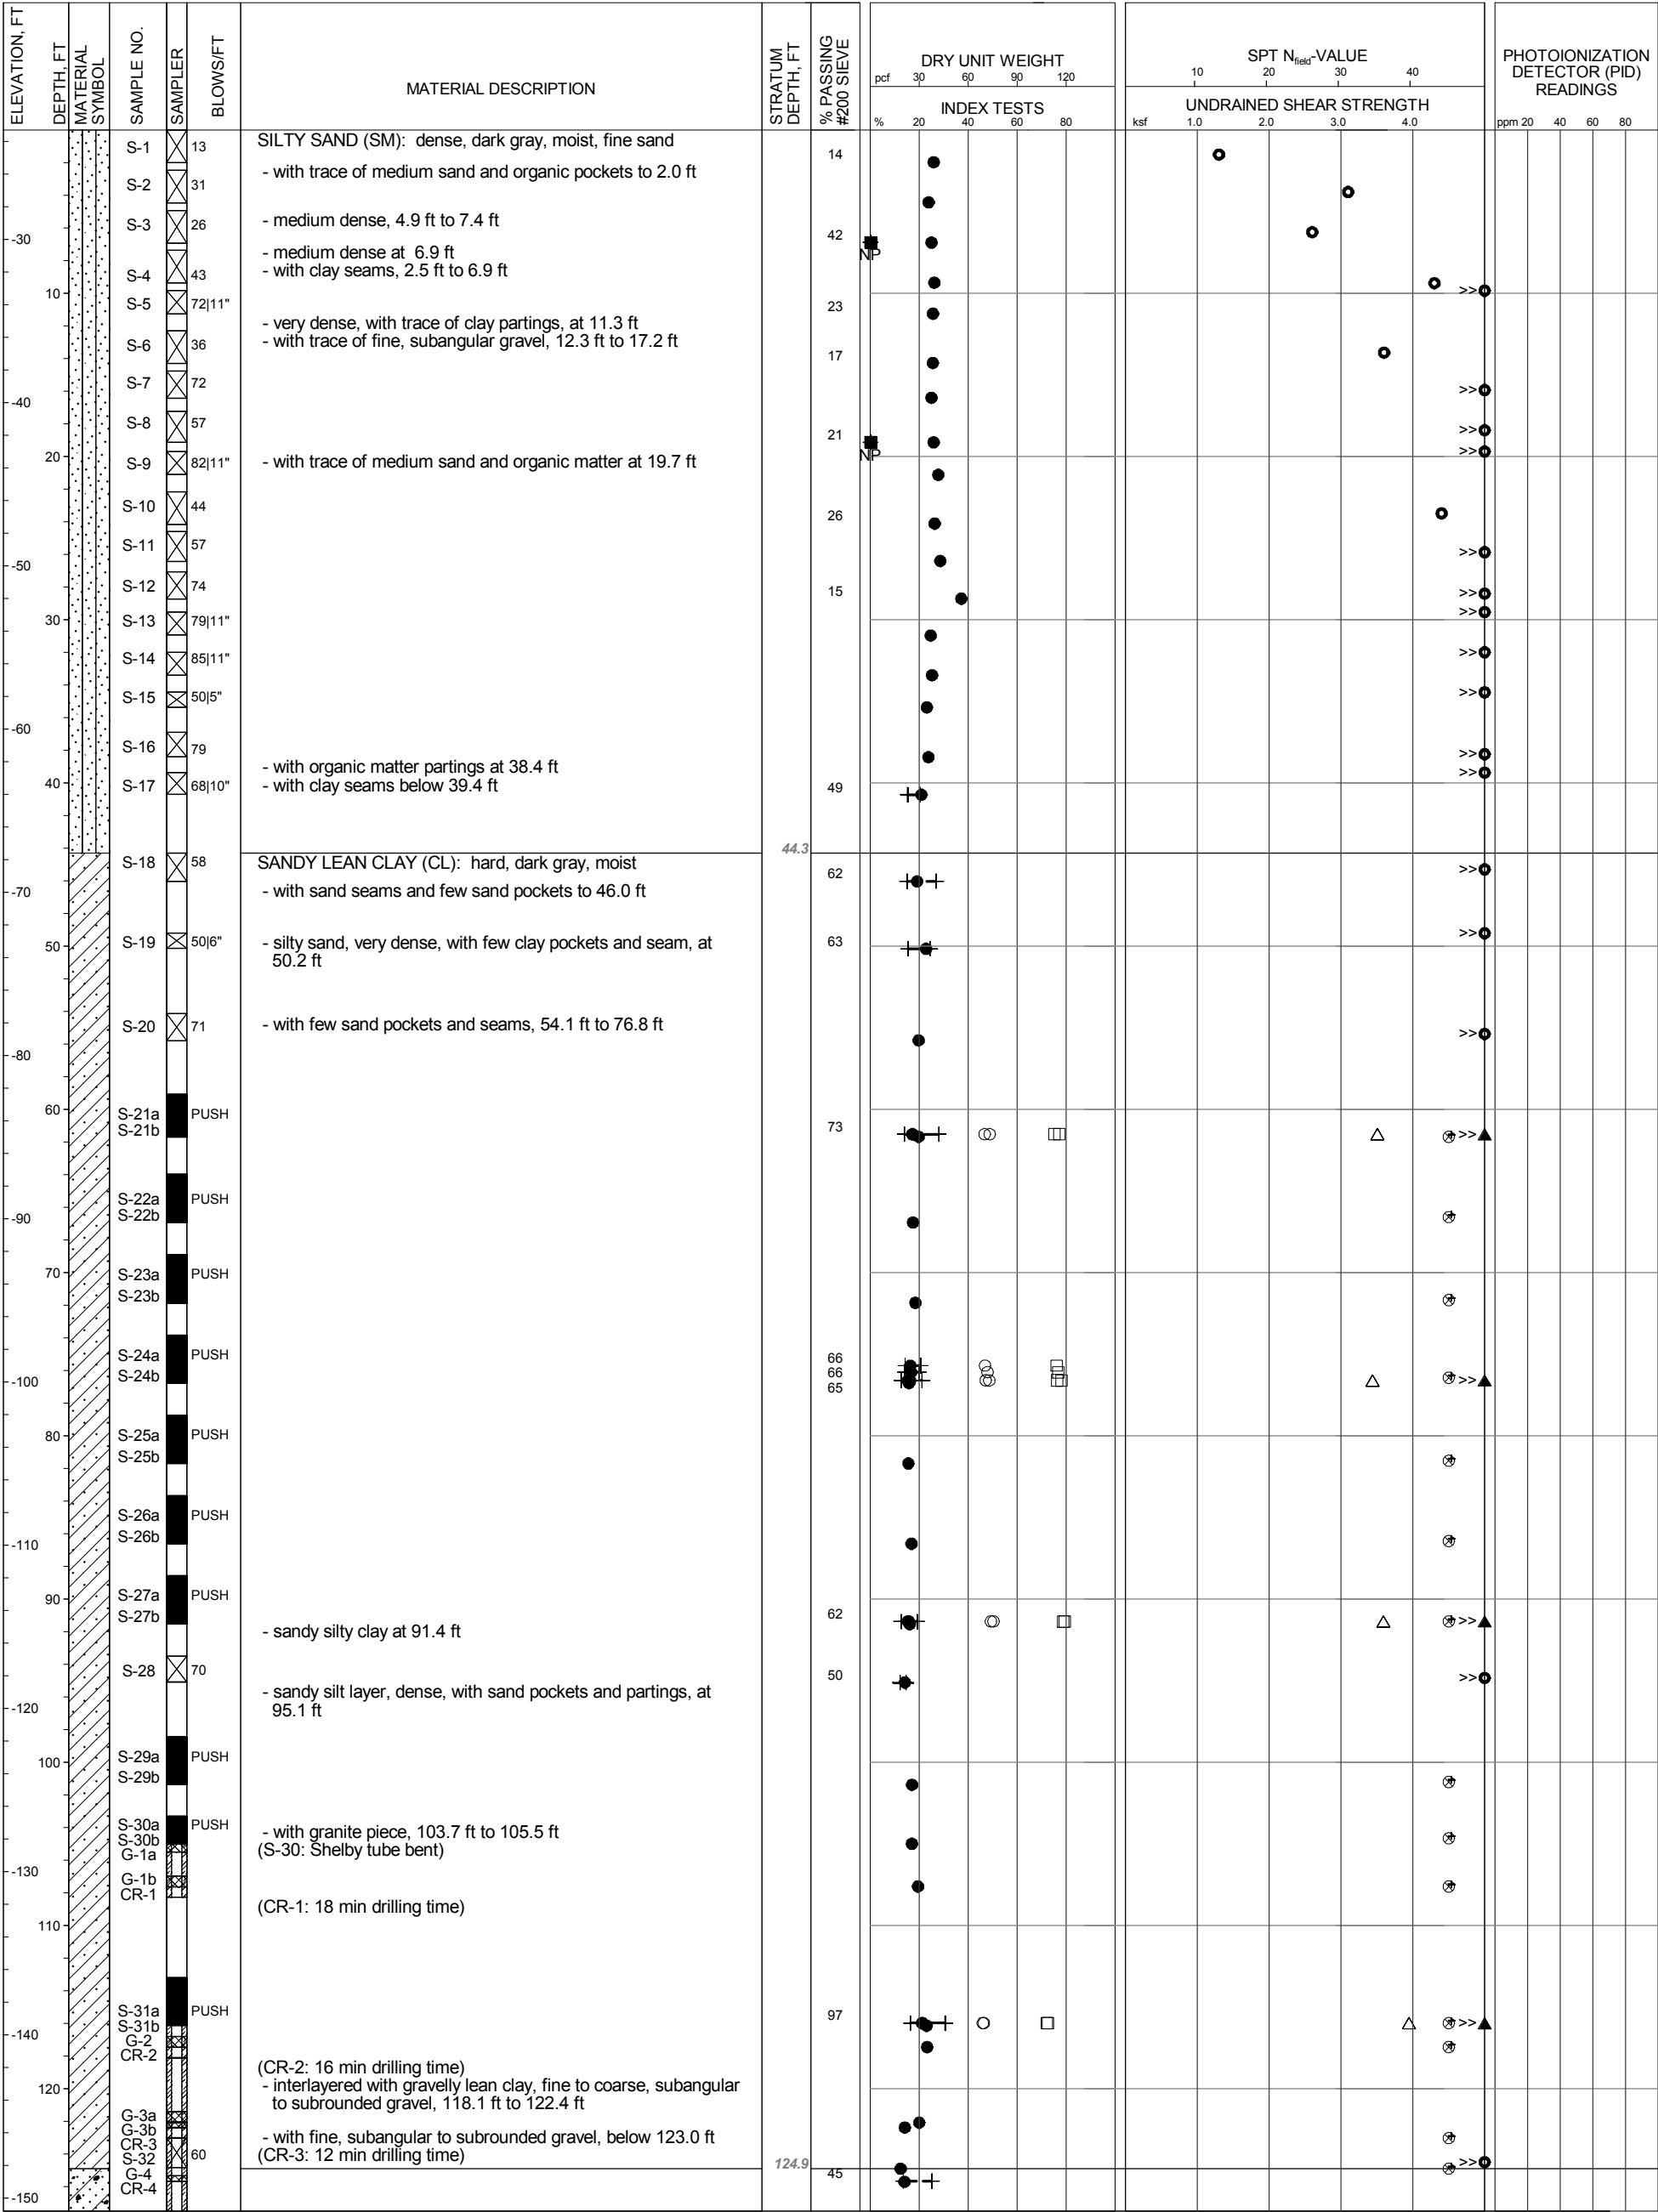 ELEVATION, FT
DEPTH, FT
MATERIAL SYMBOL
SAMPLE NO.
SAMPLER
BLOWS/FT
MATERIAL DESCRIPTION
STRATUM DEPTH, FT
% PASSING #200 SIEVE
DRY UNIT WEIGHT
pcf 30 60 90 120
INDEX TESTS
% 20 40 60 80
SPT Nfield-VALUE
10 20 30 40
UNDRAINED SHEAR STRENGTH
ksf 1.0 2.0 3.0 4.0
PHOTOIONIZATION DETECTOR (PID) READINGS
ppm 20 40 60 80
S-1 13 SILTY SAND (SM): dense, dark gray, moist, fine sand 14
- with trace of medium sand and organic pockets to 2.0 ft
S-2 31
S-3 26 - medium dense, 4.9 ft to 7.4 ft
-30 42
NP
- medium dense at 6.9 ft
S-4 43 - with clay seams, 2.5 ft to 6.9 ft
10 >>
S-5 72|11" 23
- very dense, with trace of clay partings, at 11.3 ft
S-6 36 - with trace of fine, subangular gravel, 12.3 ft to 17.2 ft
17
S-7 72 >>
-40
S-8 57 >>
21
NP
>>
20 S-9 82|11" - with trace of medium sand and organic matter at 19.7 ft
S-10 44
26
S-11 57 >>
-50
S-12 74 15 >>
>>
30 S-13 79|11"
S-14 85|11" >>
S-15 50|5" >>
-60
S-16 79 >>
- with organic matter partings at 38.4 ft >>
40 S-17 68|10" - with clay seams below 39.4 ft 49
44.3
S-18 58 SANDY LEAN CLAY (CL): hard, dark gray, moist
62 >>
-70 - with sand seams and few sand pockets to 46.0 ft
50 S-19 50|6" - silty sand, very dense, with few clay pockets and seam, at 63 >>
50.2 ft
S-20 71 - with few sand pockets and seams, 54.1 ft to 76.8 ft >>
-80
60 S-21a PUSH
S-21b 73 >>
S-22a PUSH
-90 S-22b
70 S-23a PUSH
S-23b
S-24a PUSH 66
S-24b 66
-100 65 >>
80 S-25a PUSH
S-25b
S-26a PUSH
S-26b
-110
90 S-27a PUSH
S-27b 62 >>
- sandy silty clay at 91.4 ft
S-28 70 50 >>
- sandy silt layer, dense, with sand pockets and partings, at
-120 95.1 ft
100 S-29a PUSH
S-29b
S-30a PUSH
S-30b - with granite piece, 103.7 ft to 105.5 ft
G-1a (S-30: Shelby tube bent)
-130
G-1b
CR-1
(CR-1: 18 min drilling time)
110
S-31a PUSH 97
S-31b >>
-140
G-2
CR-2
(CR-2: 16 min drilling time)
120 - interlayered with gravelly lean clay, fine to coarse, subangular
to subrounded gravel, 118.1 ft to 122.4 ft
G-3a
G-3b
CR-3 - with fine, subangular to subrounded gravel, below 123.0 ft
S-32 60 (CR-3: 12 min drilling time)
124.9 >>
G-4 45
CR-4
-150